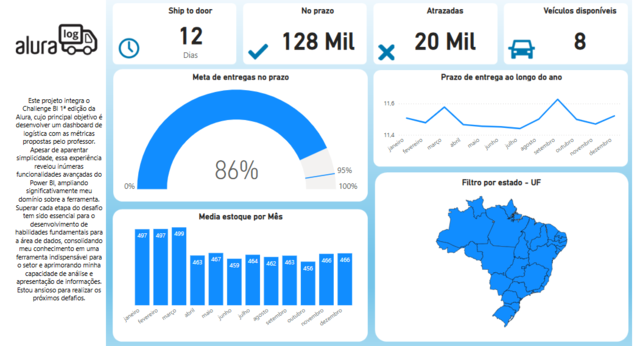 alura log
Este projeto integra o
Challenge BI 1ª edição da
Alura, cujo principal objetivo é
desenvolver um dashboard de
logística com as métricas
propostas pelo professor.
Apesar de aparentar
simplicidade, essa experiência
revelou inúmeras
funcionalidades avançadas do
Power BI, ampliando
significativamente meu
domínio sobre a ferramenta.
Superar cada etapa do desafio
tem sido essencial para o
desenvolvimento de
habilidades fundamentais para
a área de dados, consolidando
meu conhecimento em uma
ferramenta indispensável para
o setor e aprimorando minha
capacidade de análise e
apresentação de informações.
Estou ansioso para realizar os
próximos desafios.
Ship to door
12
Dias
No prazo
128 Mil
Atrazadas
20 Mil
Veículos disponíveis
8
Meta de entregas no prazo
86%
0%
95%
100%
Prazo de entrega ao longo do ano
11,6
11,4
janeiro
fevereiro
março
abril
maio
junho
julho
agosto
setembro
outubro
novembro
dezembro
Media estoque por Mês
497 497 499 463 467 459 464 462 463 456 466 466
janeiro
fevereiro
março
abril
maio
junho
julho
agosto
setembro
outubro
novembro
dezembro
Filtro por estado - UF